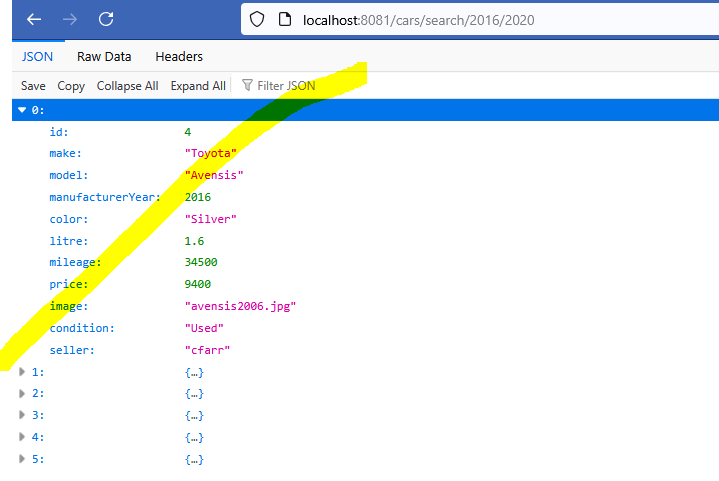 localhost:8081/cars/search/2016/2020
JSON Raw Data Headers
Save Copy Collapse All Expand All Filter JSON
0:
id: 4
make: "Toyota"
model: "Avensis"
manufacturerYear: 2016
color: "Silver"
litre: 1.6
mileage: 34500
price: 9400
image: "avensis2006.jpg"
condition: "Used"
seller: "cfarr"
1: {…}
2: {…}
3: {…}
4: {…}
5: {…}